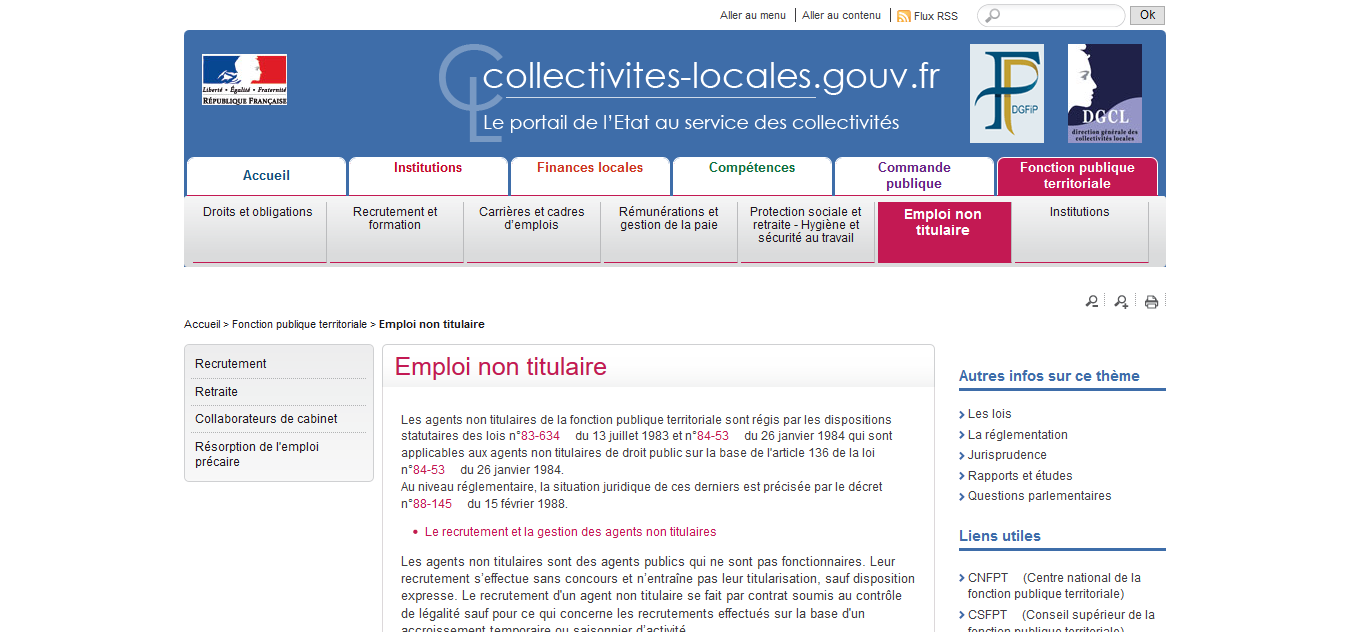 Aller au menu
Aller au contenu
Flux RSS
Ok
Liberté • Égalité • Fraternité
RÉPUBLIQUE FRANÇAISE
collectivites-locales.gouv.fr
Le portail de l'Etat au service des collectivités
DGFiP
DGCL
direction générale des
collectivités locales
Accueil
Institutions
Finances locales
Compétences
Commande
publique
Fonction publique
territoriale
Droits et obligations
Recrutement et
formation
Carrières et cadres
d'emplois
Rémunérations et
gestion de la paie
Protection sociale et
retraite - Hygiène et
sécurité au travail
Emploi non
titulaire
Institutions
Accueil > Fonction publique territoriale > Emploi non titulaire
Recrutement
Retraite
Collaborateurs de cabinet
Résorption de l'emploi
précaire
Emploi non titulaire
Les agents non titulaires de la fonction publique territoriale sont régis par les dispositions
statutaires des lois n°83-634 du 13 juillet 1983 et n°84-53 du 26 janvier 1984 qui sont
applicables aux agents non titulaires de droit public sur la base de l'article 136 de la loi
n°84-53 du 26 janvier 1984.
Au niveau réglementaire, la situation juridique de ces derniers est précisée par le décret
n°88-145 du 15 février 1988.
• Le recrutement et la gestion des agents non titulaires
Les agents non titulaires sont des agents publics qui ne sont pas fonctionnaires. Leur
recrutement s'effectue sans concours et n'entraîne pas leur titularisation, sauf disposition
expresse. Le recrutement d'un agent non titulaire se fait par contrat soumis au contrôle
de légalité sauf pour ce qui concerne les recrutements effectués sur la base d'un
accroissement temporaire ou saisonnier d'activité.
Autres infos sur ce thème
Les lois
La réglementation
Jurisprudence
Rapports et études
Questions parlementaires
Liens utiles
CNFPT (Centre national de la
fonction publique territoriale)
CSFPT (Conseil supérieur de la
fonction publique territoriale)